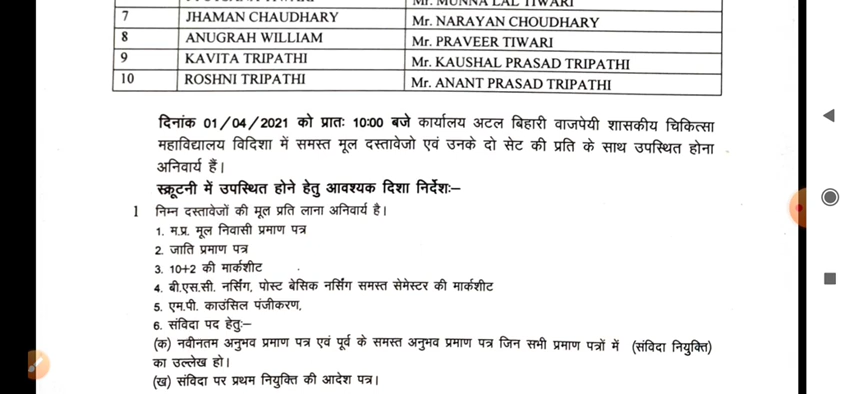 Mr. MUNNA LAL TIWARI
7 JHAMAN CHAUDHARY Mr. NARAYAN CHOUDHARY
8 ANUGRAH WILLIAM Mr. PRAVEER TIWARI
9 KAVITA TRIPATHI Mr. KAUSHAL PRASAD TRIPATHI
10 ROSHNI TRIPATHI Mr. ANANT PRASAD TRIPATHI
दिनांक 01/04/2021 को प्रातः 10:00 बजे कार्यालय अटल बिहारी वाजपेयी शासकीय चिकित्सा
महाविद्यालय विदिशा में समस्त मूल दस्तावेजो एवं उनके दो सेट की प्रति के साथ उपस्थित होना
अनिवार्य हैं।
स्क्रूटनी में उपस्थित होने हेतु आवश्यक दिशा निर्देशः–
1 निम्न दस्तावेजों की मूल प्रति लाना अनिवार्य है।
1. म.प्र. मूल निवासी प्रमाण पत्र
2. जाति प्रमाण पत्र
3. 10+2 की मार्कशीट
4. बी.एस.सी. नर्सिंग, पोस्ट बेसिक नर्सिंग समस्त सेमेस्टर की मार्कशीट
5. एम.पी. काउंसिल पंजीकरण,
6. संविदा पद हेतुः–
(क) नवीनतम अनुभव प्रमाण पत्र एवं पूर्व के समस्त अनुभव प्रमाण पत्र जिन सभी प्रमाण पत्रों में (संविदा नियुक्ति)
का उल्लेख हो।
(ख) संविदा पर प्रथम नियुक्ति की आदेश पत्र।